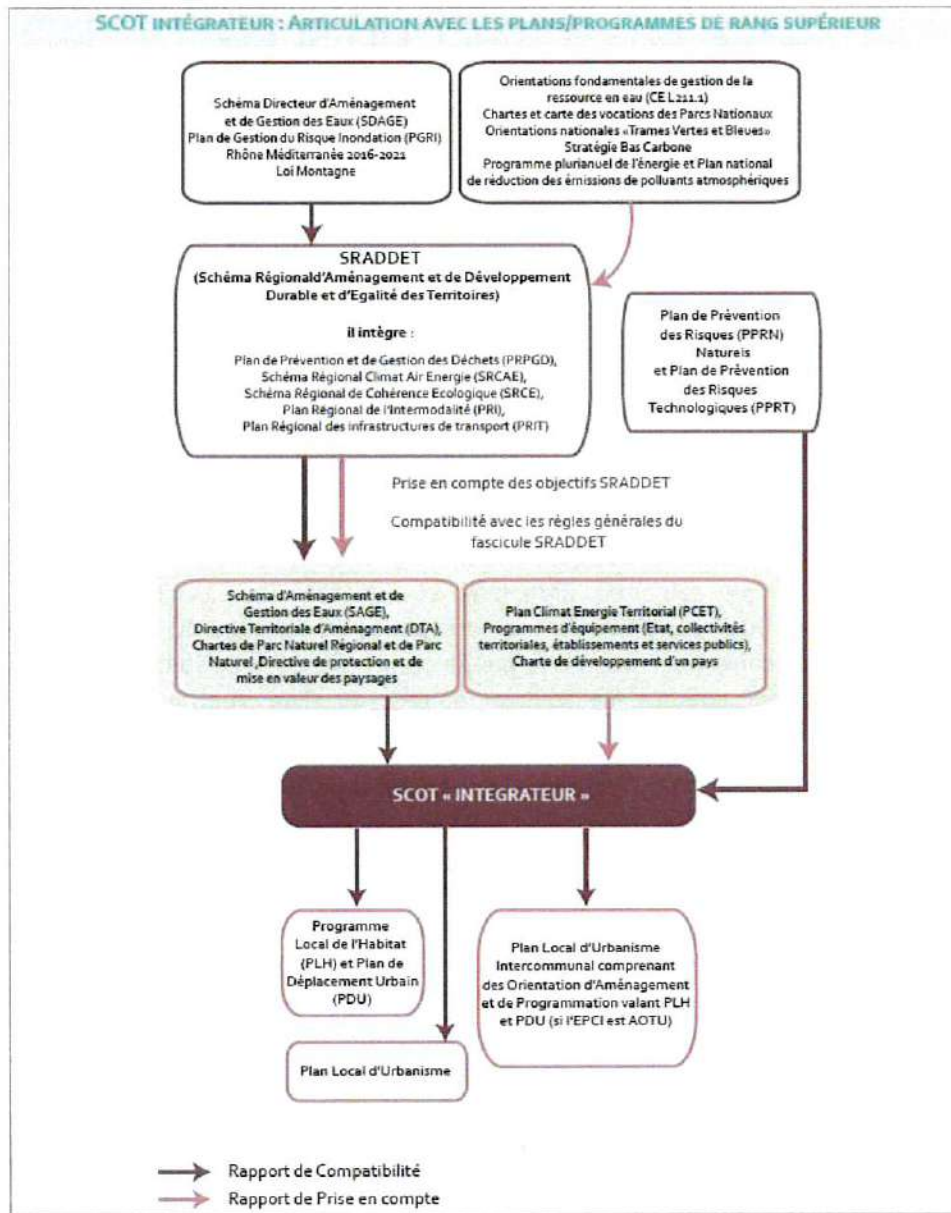 SCOT INTÉGRATEUR : ARTICULATION AVEC LES PLANS/PROGRAMMES DE RANG SUPÉRIEUR
Schéma Directeur d'Aménagement
et de Gestion des Eaux (SDAGE)
Plan de Gestion du Risque Inondation (PGRI)
Rhône Méditerranée 2016-2021
Loi Montagne
Orientations fondamentales de gestion de la
ressource en eau (CE L211.1)
Chartes et carte des vocations des Parcs Nationaux
Orientations nationales «Trames Vertes et Bleues»
Stratégie Bas Carbone
Programme plurianuel de l'énergie et Plan national
de réduction des émissions de polluants atmosphériques
SRADDET
(Schéma Régionald'Aménagement et de Développement
Durable et d'Egalité des Territoires)
il intègre :
Plan de Prévention et de Gestion des Déchets (PRPGD),
Schéma Régional Climat Air Energie (SRCAE),
Schéma Régional de Cohérence Ecologique (SRCE),
Plan Régional de l'Intermodalité (PRI),
Plan Régional des infrastructures de transport (PRIT)
Plan de Prévention
des Risques (PPRN)
Naturels
et Plan de Prévention
des Risques
Technologiques (PPRT)
Prise en compte des objectifs SRADDET
Compatibilité avec les règles générales du
fascicule SRADDET
Schéma d'Aménagement et de
Gestion des Eaux (SAGE),
Directive Territoriale d'Aménagment (DTA),
Chartes de Parc Naturel Régional et de Parc
Naturel ,Directive de protection et de
mise en valeur des paysages
Plan Climat Energie Territorial (PCET),
Programmes d'équipement (Etat, collectivités
territoriales, établissements et services publics),
Charte de développement d'un pays
SCOT « INTEGRATEUR »
Programme
Local de l'Habitat
(PLH) et Plan de
Déplacement Urbain
(PDU)
Plan Local d'Urbanisme
Intercommunal comprenant
des Orientation d'Aménagement
et de Programmation valant PLH
et PDU (si l'EPCI est AOTU)
Plan Local d'Urbanisme
Rapport de Compatibilité
Rapport de Prise en compte